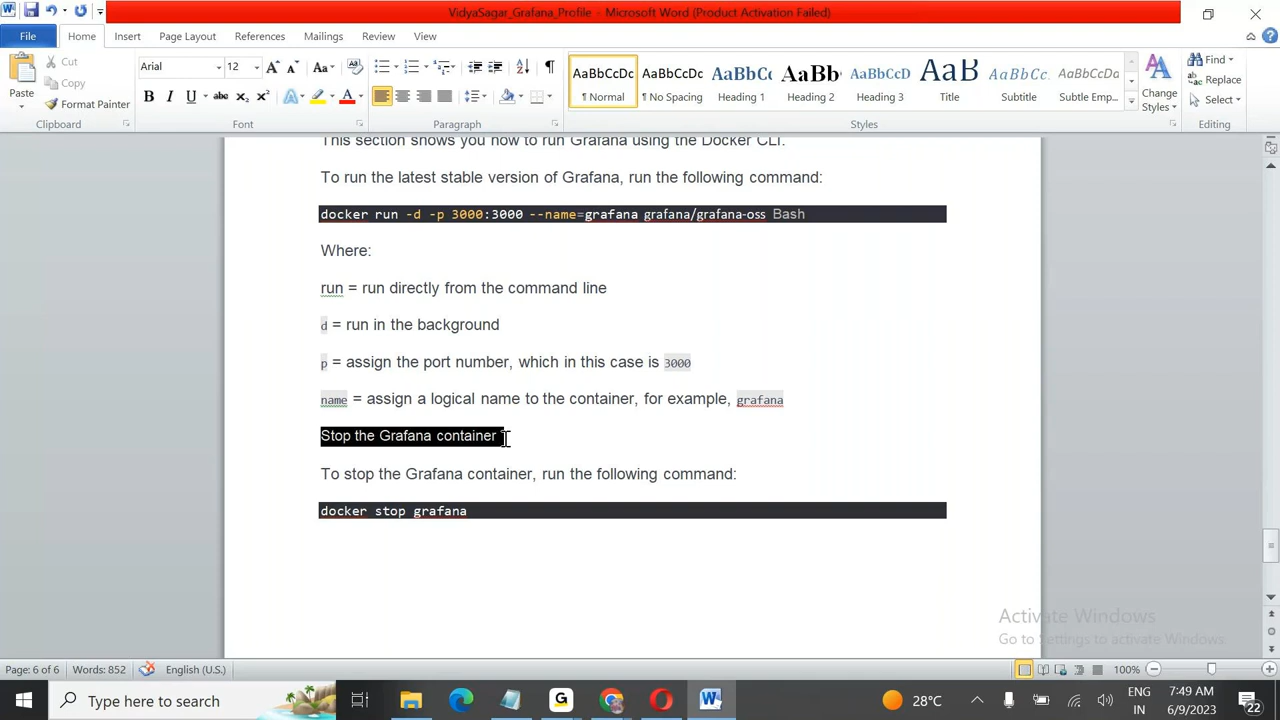 VidyaSagar_Grafana_Profile - Microsoft Word (Product Activation Failed)
File Home Insert Page Layout References Mailings Review View
Paste
Cut
Copy
Format Painter
Clipboard
Arial 12
Aa
B I U abc x₂ x² A ab A
Font
Paragraph
AaBbCcDc ¶ Normal
AaBbCcDc ¶ No Spacing
AaBbCc Heading 1
AaBb Heading 2
AaBbCcD Heading 3
AaB Title
AaBbCc. Subtitle
AaBbCcDc Subtle Emp...
Change Styles
Styles
Find
Replace
Select
Editing
This section shows you how to run Grafana using the Docker CLI.
To run the latest stable version of Grafana, run the following command:
docker run -d -p 3000:3000 --name=grafana grafana/grafana-oss Bash
Where:
run = run directly from the command line
d = run in the background
p = assign the port number, which in this case is 3000
name = assign a logical name to the container, for example, grafana
Stop the Grafana container
To stop the Grafana container, run the following command:
docker stop grafana
Activate Windows
Go to Settings to activate Windows
Page: 6 of 6 Words: 852 English (U.S.) 100%
Type here to search
28°C
ENG
IN
7:49 AM
6/9/2023
22